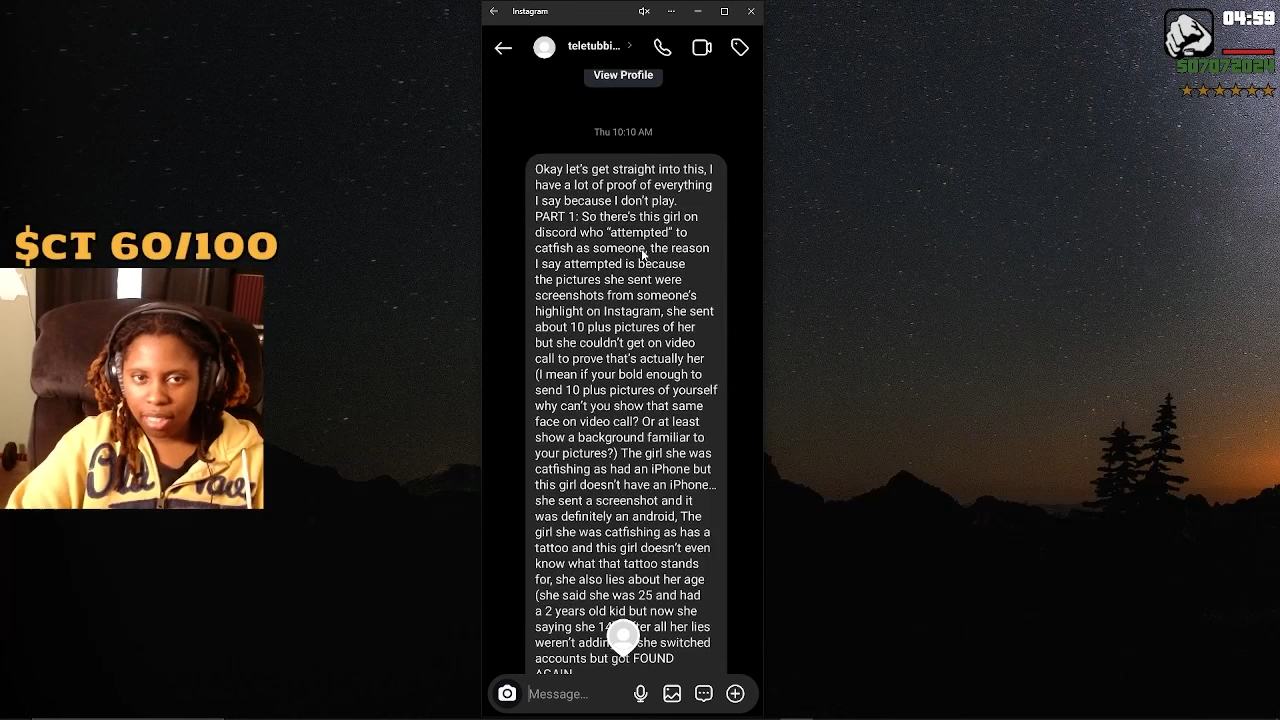 Instagram
04:59
teletubbi...
507972024
View Profile
Thu 10:10 AM
Okay let's get straight into this, I
have a lot of proof of everything
I say because I don't play.
PART 1: So there's this girl on
discord who “attempted” to
catfish as someone, the reason
I say attempted is because
the pictures she sent were
screenshots from someone's
highlight on Instagram, she sent
about 10 plus pictures of her
but she couldn't get on video
call to prove that's actually her
(I mean if your bold enough to
send 10 plus pictures of yourself
why can't you show that same
face on video call? Or at least
show a background familiar to
your pictures?) The girl she was
catfishing as had an iPhone but
this girl doesn't have an iPhone...
she sent a screenshot and it
was definitely an android, The
girl she was catfishing as has a
tattoo and this girl doesn't even
know what that tattoo stands
for, she also lies about her age
(she said she was 25 and had
a 2 years old kid but now she
saying she all her lies
weren't she switched
accounts but got FOUND
AGAIN
Message...
$CT 60/100
Old Navy